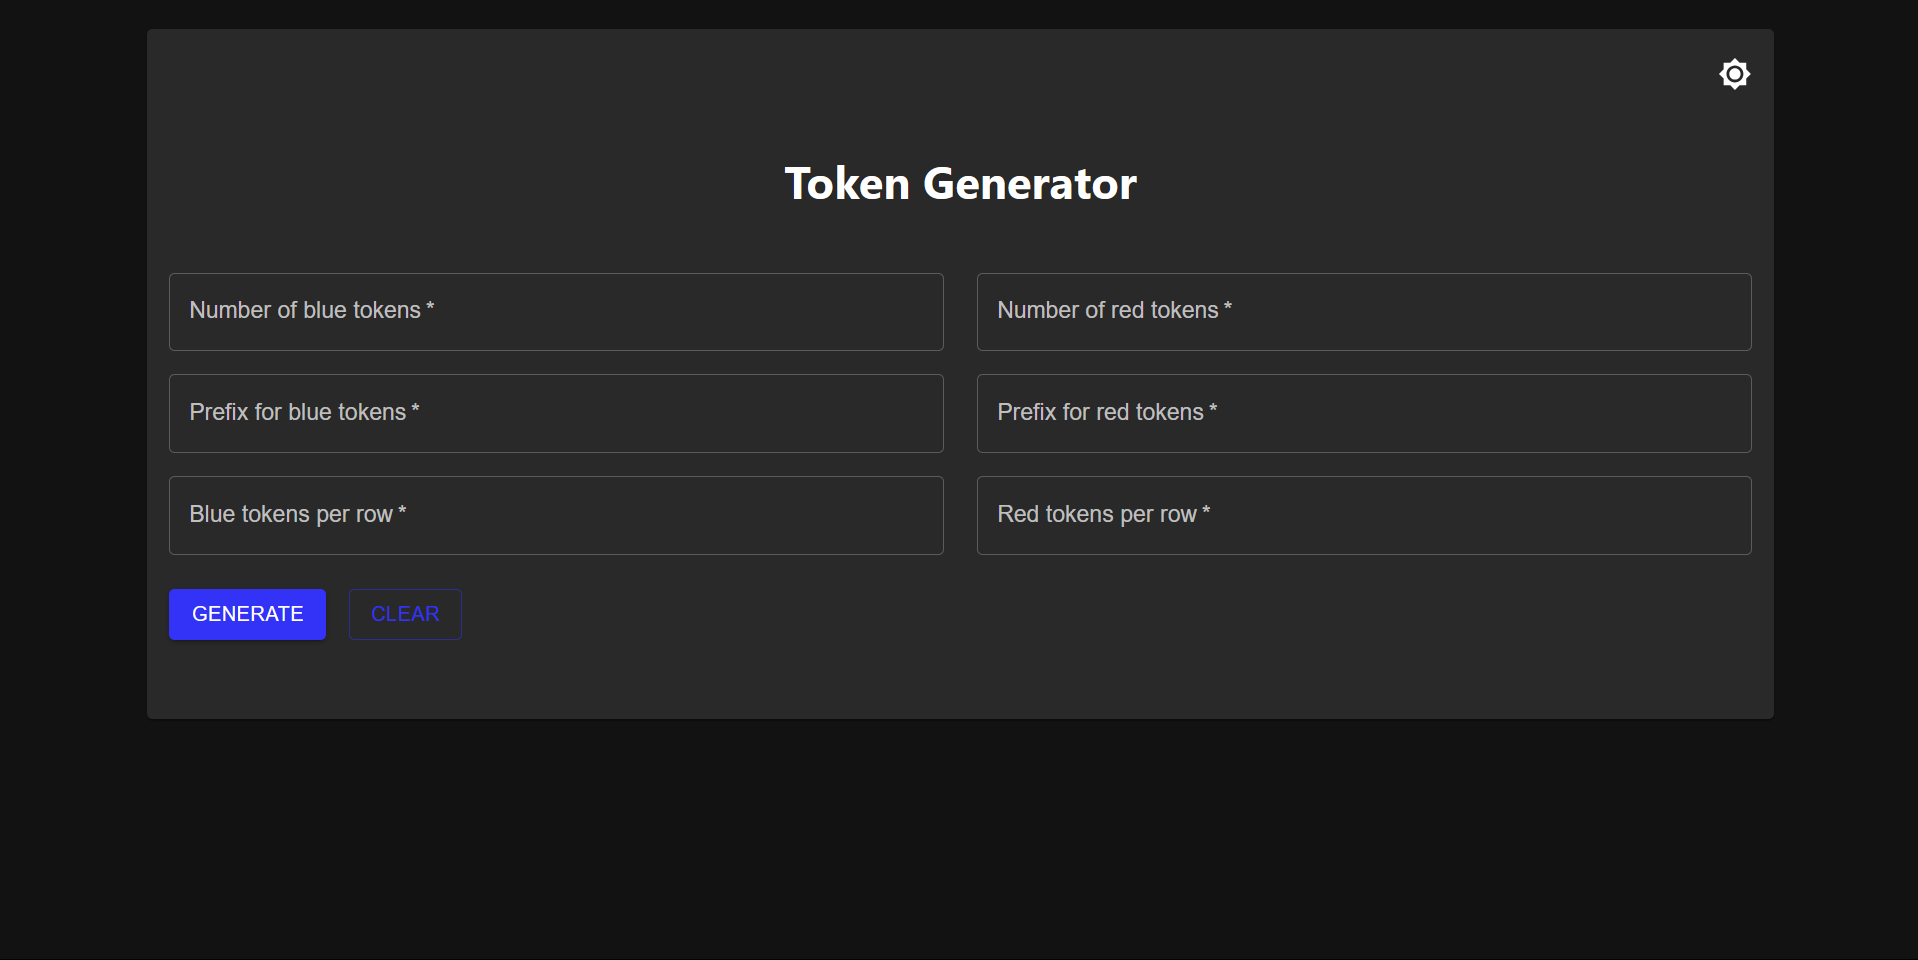 Token Generator
Number of blue tokens *
Number of red tokens *
Prefix for blue tokens *
Prefix for red tokens *
Blue tokens per row *
Red tokens per row *
GENERATE
CLEAR